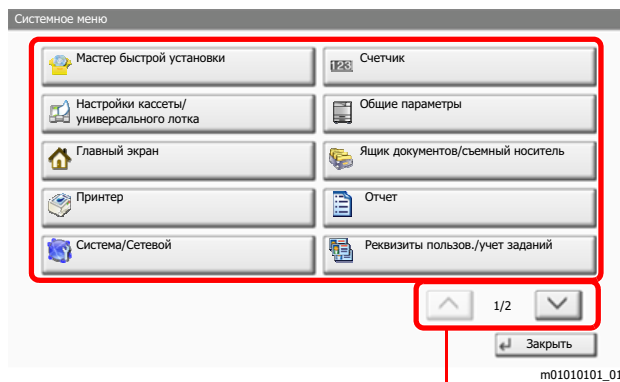 Системное меню
Мастер быстрой установки
123 Счетчик
Настройки кассеты/
универсального лотка
Общие параметры
Главный экран
Ящик документов/съемный носитель
Принтер
Отчет
Система/Сетевой
Реквизиты пользов./учет заданий
1/2
Закрыть
m01010101_01